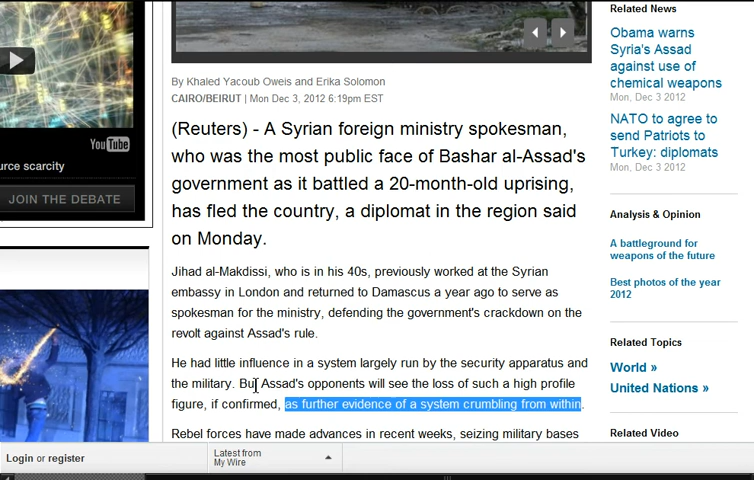 You Tube
urce scarcity
JOIN THE DEBATE
By Khaled Yacoub Oweis and Erika Solomon
CAIRO/BEIRUT | Mon Dec 3, 2012 6:19pm EST
(Reuters) - A Syrian foreign ministry spokesman,
who was the most public face of Bashar al-Assad's
government as it battled a 20-month-old uprising,
has fled the country, a diplomat in the region said
on Monday.
Jihad al-Makdissi, who is in his 40s, previously worked at the Syrian
embassy in London and returned to Damascus a year ago to serve as
spokesman for the ministry, defending the government's crackdown on the
revolt against Assad's rule.
He had little influence in a system largely run by the security apparatus and
the military. But Assad's opponents will see the loss of such a high profile
figure, if confirmed, as further evidence of a system crumbling from within.
Rebel forces have made advances in recent weeks, seizing military bases
Related News
Obama warns
Syria's Assad
against use of
chemical weapons
Mon, Dec 3 2012
NATO to agree to
send Patriots to
Turkey: diplomats
Mon, Dec 3 2012
Analysis & Opinion
A battleground for
weapons of the future
Best photos of the year
2012
Related Topics
World »
United Nations »
Related Video
Login or register
Latest from
My Wire